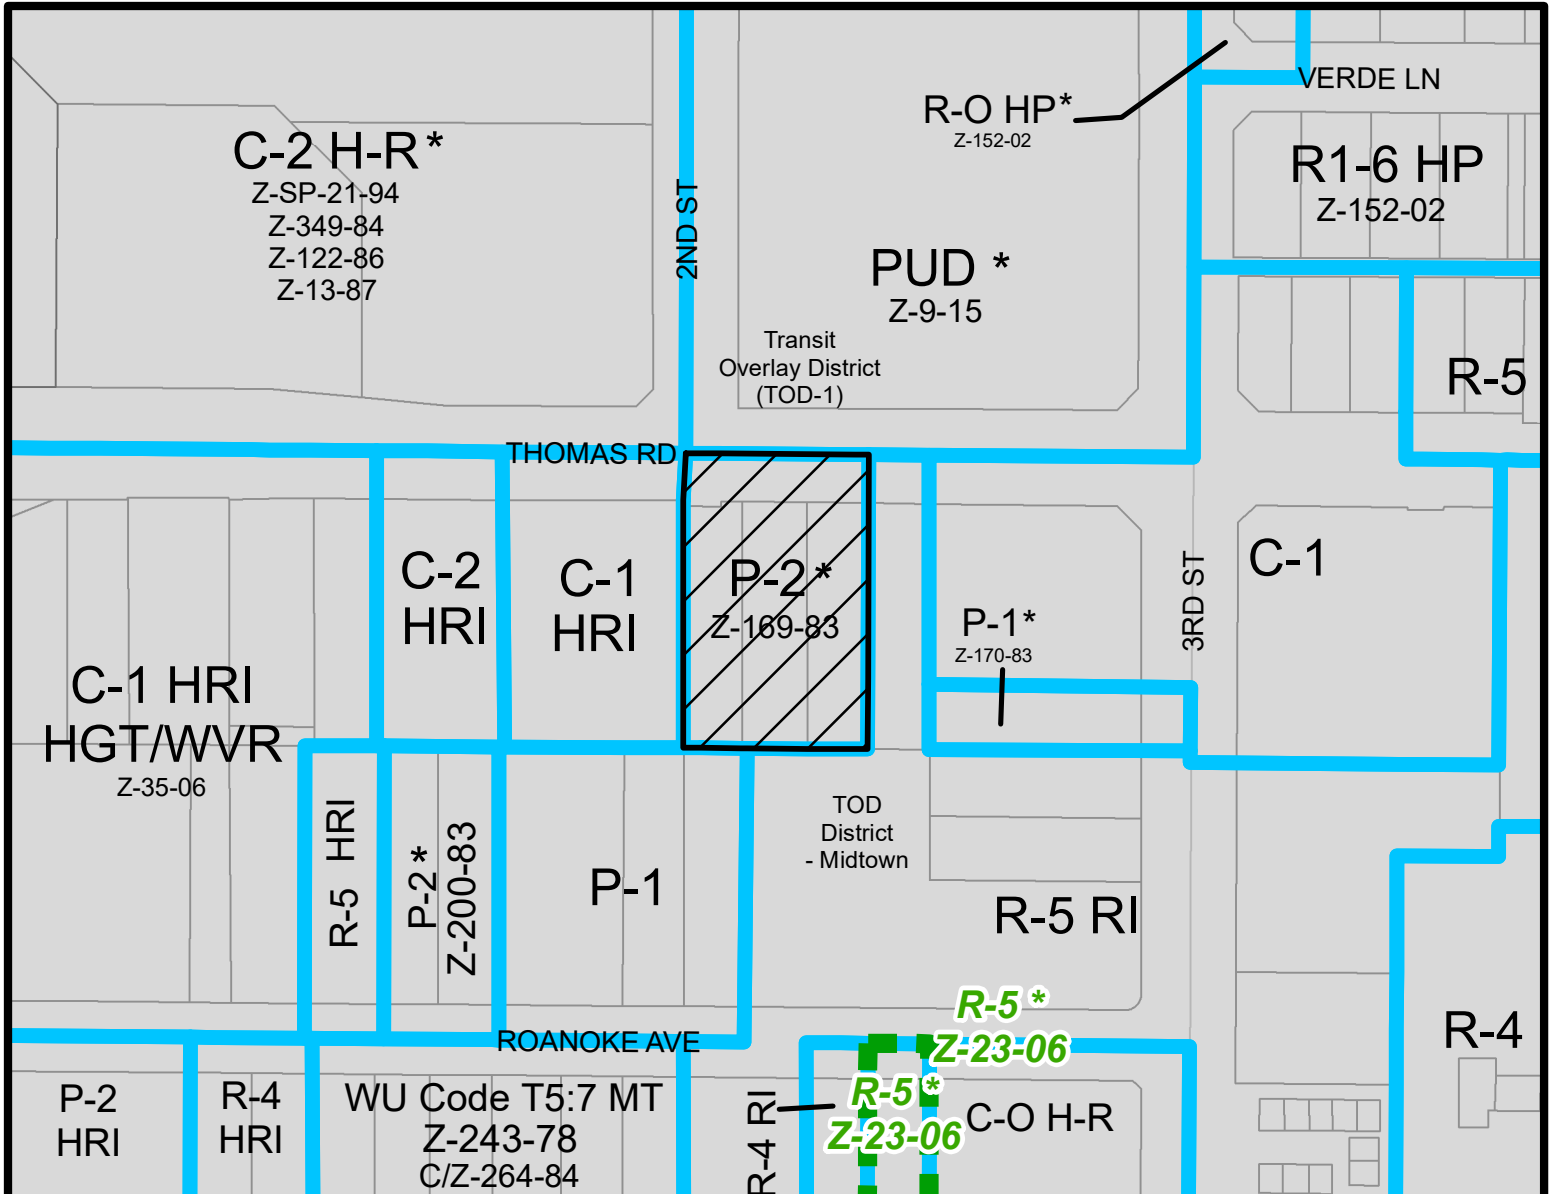 VERDE LN
R-O HP*
Z-152-02
C-2 H-R*
Z-SP-21-94
Z-349-84
Z-122-86
Z-13-87
R1-6 HP
Z-152-02
2ND ST
PUD *
Z-9-15
Transit
Overlay District
(TOD-1)
R-5
THOMAS RD
C-2
HRI
C-1
HRI
P-2*
Z-169-83
P-1*
Z-170-83
3RD ST
C-1
C-1 HRI
HGT/WVR
Z-35-06
R-5 HRI
P-2*
Z-200-83
P-1
TOD
District
- Midtown
R-5 RI
R-5 *
Z-23-06
ROANOKE AVE
R-4
P-2
HRI
R-4
HRI
WU Code T5:7 MT
Z-243-78
C/Z-264-84
R-4 RI
R-5 *
Z-23-06
C-O H-R